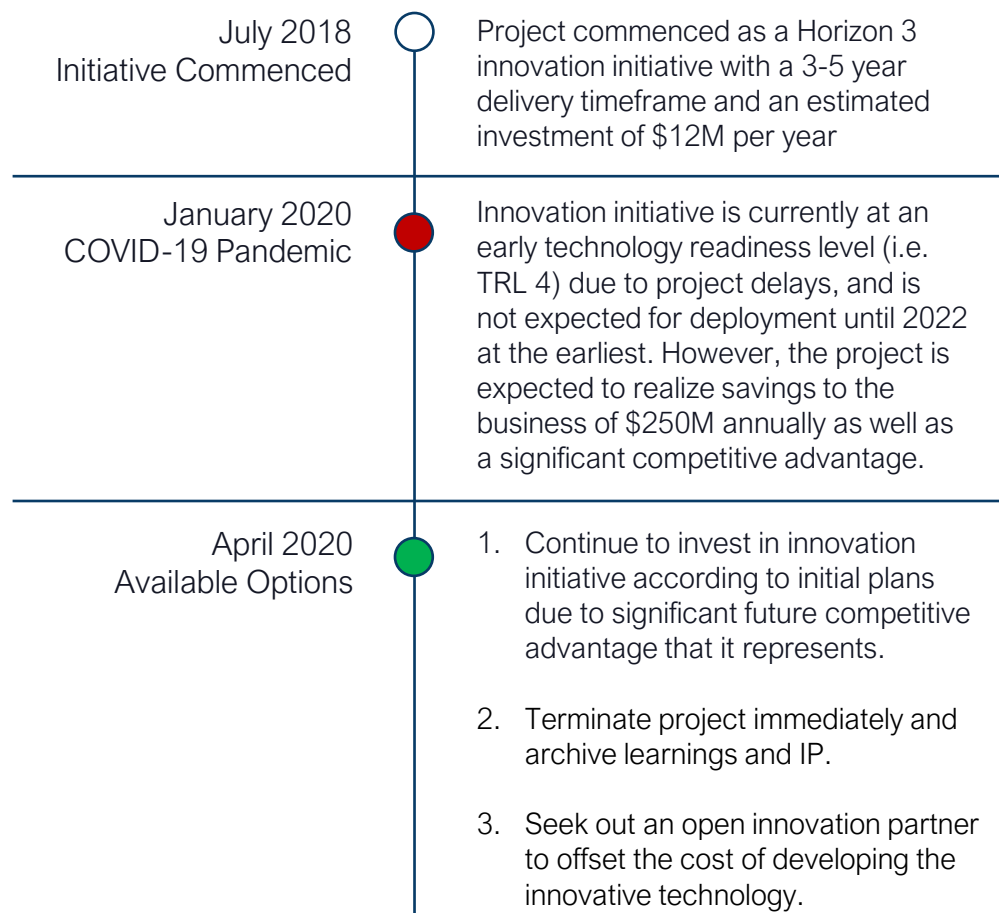 July 2018
Initiative Commenced
Project commenced as a Horizon 3
innovation initiative with a 3-5 year
delivery timeframe and an estimated
investment of $12M per year
January 2020
COVID-19 Pandemic
Innovation initiative is currently at an
early technology readiness level (i.e.
TRL 4) due to project delays, and is
not expected for deployment until 2022
at the earliest. However, the project is
expected to realize savings to the
business of $250M annually as well as
a significant competitive advantage.
April 2020
Available Options
1. Continue to invest in innovation
initiative according to initial plans
due to significant future competitive
advantage that it represents.
2. Terminate project immediately and
archive learnings and IP.
3. Seek out an open innovation partner
to offset the cost of developing the
innovative technology.